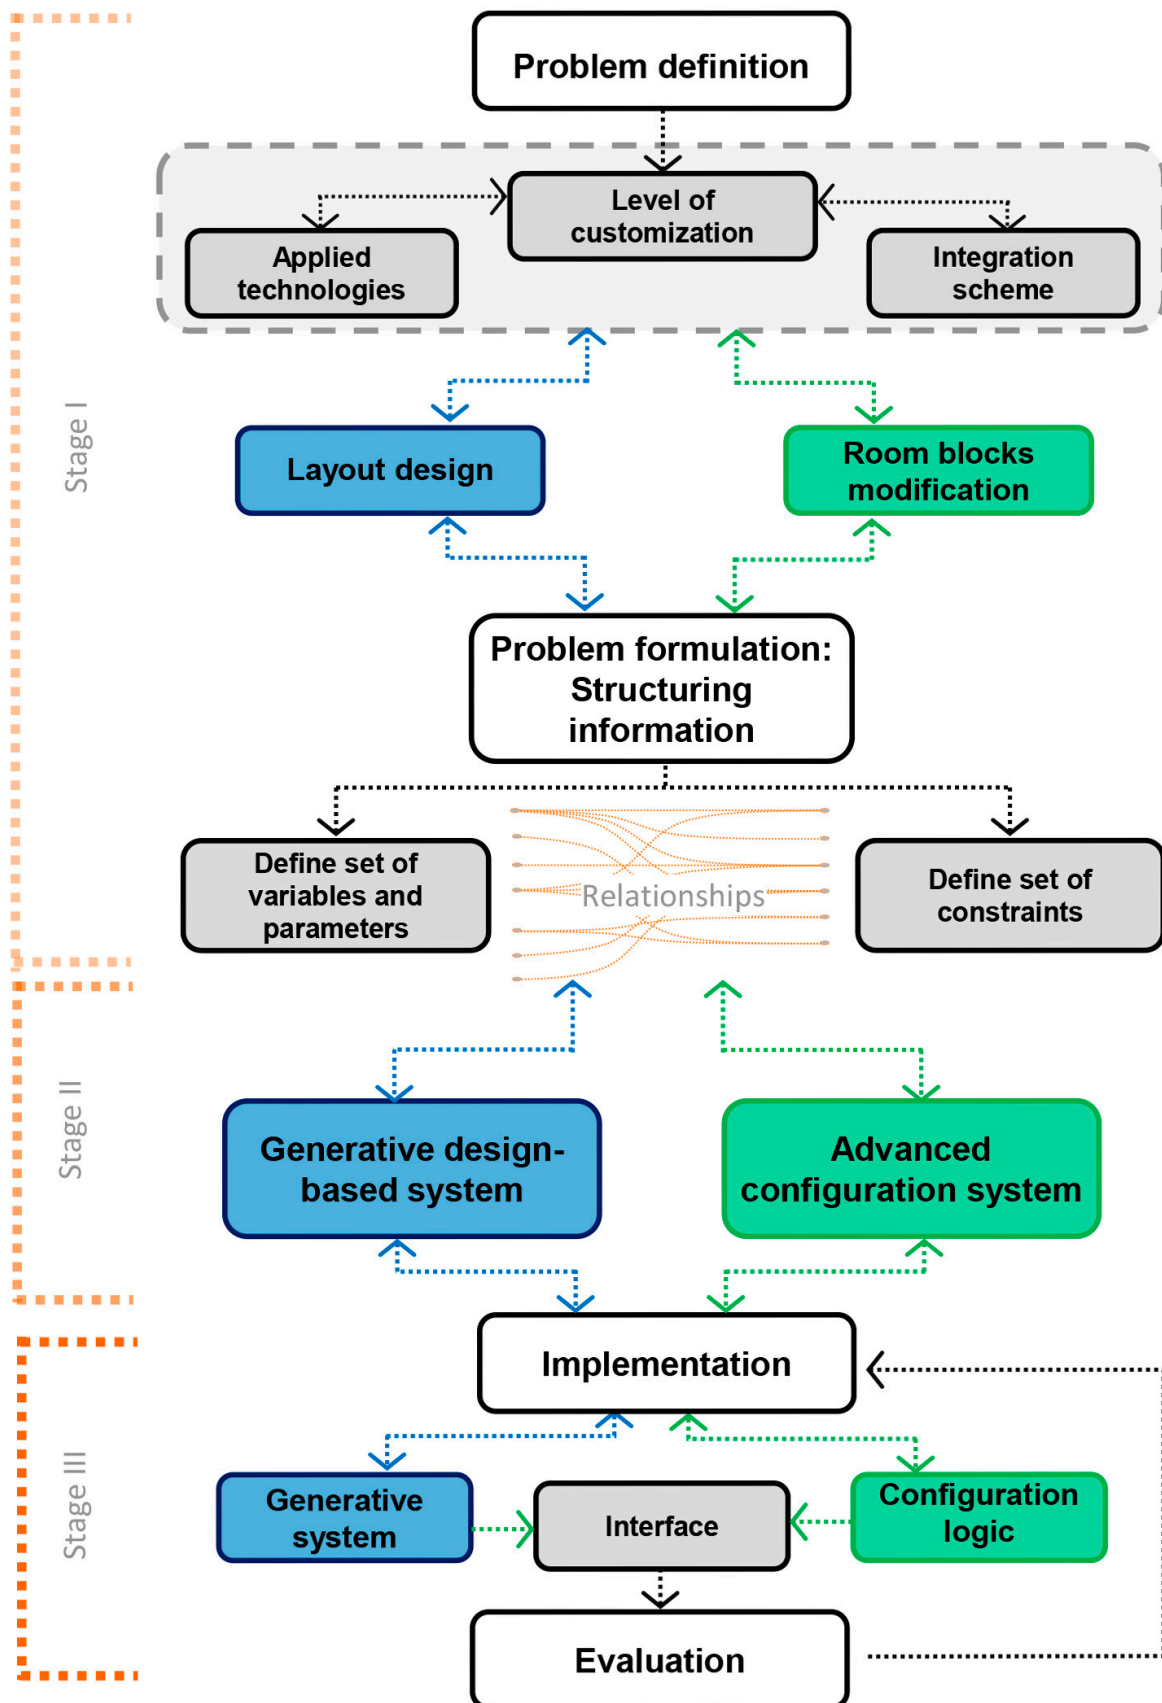 Problem definition
Level of
customization
Applied
technologies
Integration
scheme
Stage I
Layout design
Room blocks
modification
Problem formulation:
Structuring
information
Define set of
variables and
parameters
Relationships
Define set of
constraints
Stage II
Generative design-
based system
Advanced
configuration system
Implementation
Stage III
Generative
system
Interface
Configuration
logic
Evaluation